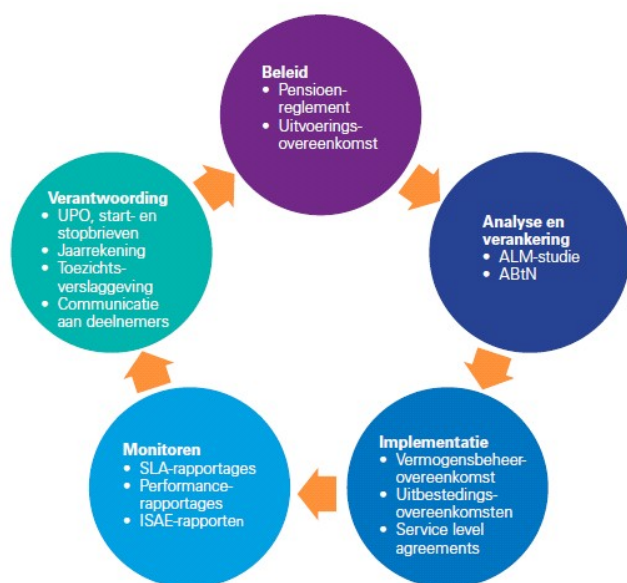 Beleid
• Pensioen-
reglement
• Uitvoerings-
overeenkomst
Analyse en
verankering
• ALM-studie
• ABtN
Implementatie
• Vermogensbeheer-
overeenkomst
• Uitbestedings-
overeenkomsten
• Service level
agreements
Monitoren
• SLA-rapportages
• Performance-
rapportages
• ISAE-rapporten
Verantwoording
• UPO, start- en
stopbrieven
• Jaarrekening
• Toezichts-
verslaggeving
• Communicatie
aan deelnemers